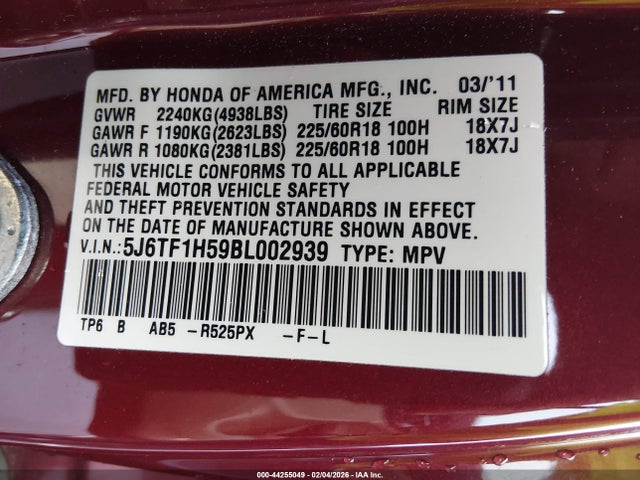 MFD. BY HONDA OF AMERICA MFG., INC. 03/'11
GVWR 2240KG(4938LBS) TIRE SIZE RIM SIZE
GAWR F 1190KG(2623LBS) 225/60R18 100H 18X7J
GAWR R 1080KG(2381LBS) 225/60R18 100H 18X7J
THIS VEHICLE CONFORMS TO ALL APPLICABLE
FEDERAL MOTOR VEHICLE SAFETY
AND THEFT PREVENTION STANDARDS IN EFFECT
ON THE DATE OF MANUFACTURE SHOWN ABOVE.
V.I.N.:5J6TF1H59BL002939 TYPE: MPV
TP6 B AB5 -R525PX -F-L
000-44255049 - 02/04/2026 - IAA Inc.